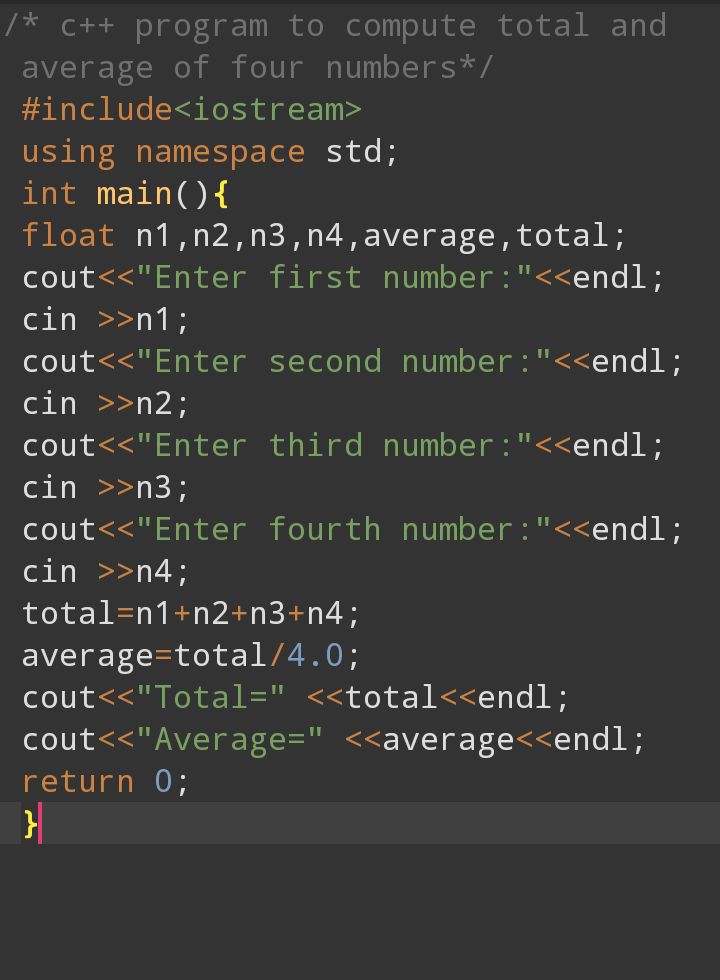 /* c++ program to compute total and
average of four numbers*/
#include<iostream>
using namespace std;
int main(){
float n1,n2,n3,n4,average,total;
cout<<"Enter first number:"<<endl;
cin >>n1;
cout<<"Enter second number:"<<endl;
cin >>n2;
cout<<"Enter third number:"<<endl;
cin >>n3;
cout<<"Enter fourth number:"<<endl;
cin >>n4;
total=n1+n2+n3+n4;
average=total/4.0;
cout<<"Total=" <<total<<endl;
cout<<"Average=" <<average<<endl;
return 0;
}